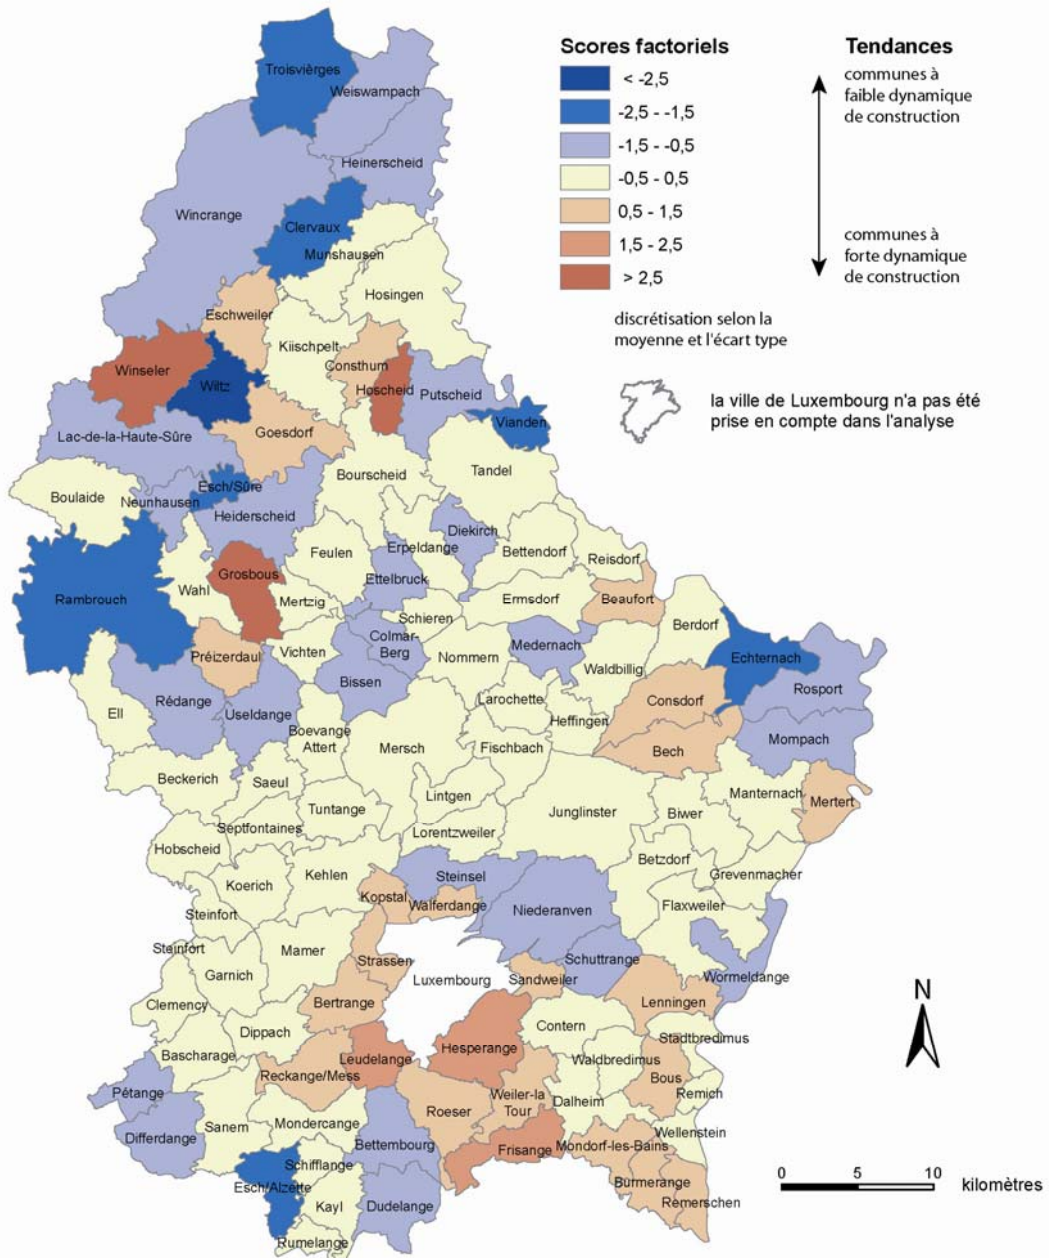 Scores factoriels
< -2,5
-2,5 - -1,5
-1,5 - -0,5
-0,5 - 0,5
0,5 - 1,5
1,5 - 2,5
> 2,5
Tendances
communes à
faible dynamique
de construction
communes à
forte dynamique
de construction
discrétisation selon la
moyenne et l'écart type
la ville de Luxembourg n'a pas été
prise en compte dans l'analyse
Troisvièrges
Weiswampach
Heinerscheid
Wincrange
Clervaux
Munshausen
Hosingen
Eschweiler
Kiischpelt
Consthum
Winseler
Wiltz
Hoscheid
Putscheid
Vianden
Goesdorf
Lac-de-la-Haute-Sûre
Tandel
Bourscheid
Esch/Sûre
Boulaide
Neunhausen
Heiderscheid
Diekirch
Erpeldange
Bettendorf
Reisdorf
Feulen
Grosbous
Ettelbruck
Wahl
Rambrouch
Mertzig
Ermsdorf
Beaufort
Schieren
Berdorf
Colmar-
Berg
Medernach
Vichten
Préizerdaul
Nommern
Echternach
Waldbillig
Bissen
Rosport
Rédange
Larochette
Consdorf
Ell
Useldange
Heffingen
Boevange
Attert
Mersch
Fischbach
Bech
Mompach
Beckerich
Saeul
Manternach
Lintgen
Mertert
Tuntange
Junglinster
Biwer
Septfontaines
Lorentzweiler
Hobscheid
Betzdorf
Grevenmacher
Kehlen
Steinsel
Koerich
Kopstal
Walferdange
Flaxweiler
Niederanven
Steinfort
Steinfort
Mamer
Strassen
Schuttrange
Garnich
Luxembourg
Sandweiler
Wormeldange
Clemency
Bertrange
Lenningen
Dippach
Contern
Stadtbredimus
Hesperange
Bascharage
Leudelange
Waldbredimus
Reckange/Mess
Bous
Pétange
Weiler-la
Tour
Remich
Dalheim
Roeser
Mondercange
Sanem
Differdange
Wellenstein
Bettembourg
Frisange
Mondorf-les-Bains
Schifflange
Burmerange
Esch/Alzette
Remerschen
Kayl
Dudelange
Rumelange
N
0 5 10 kilomètres